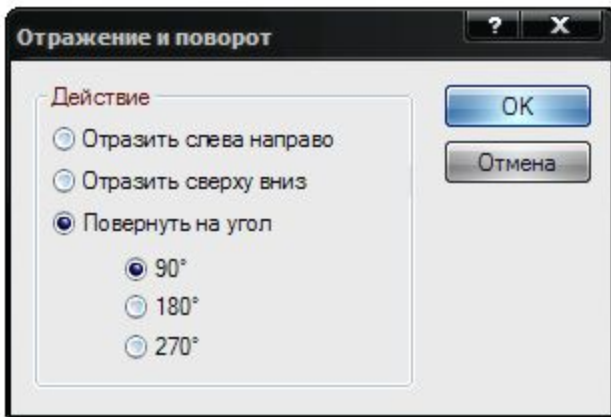 Отражение и поворот
? X
Действие
Отразить слева направо
Отразить сверху вниз
Повернуть на угол
90°
180°
270°
OK
Отмена